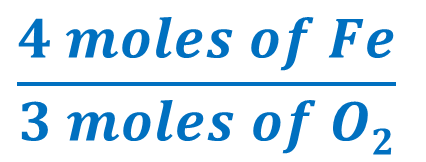 4 moles of Fe
3 moles of O₂